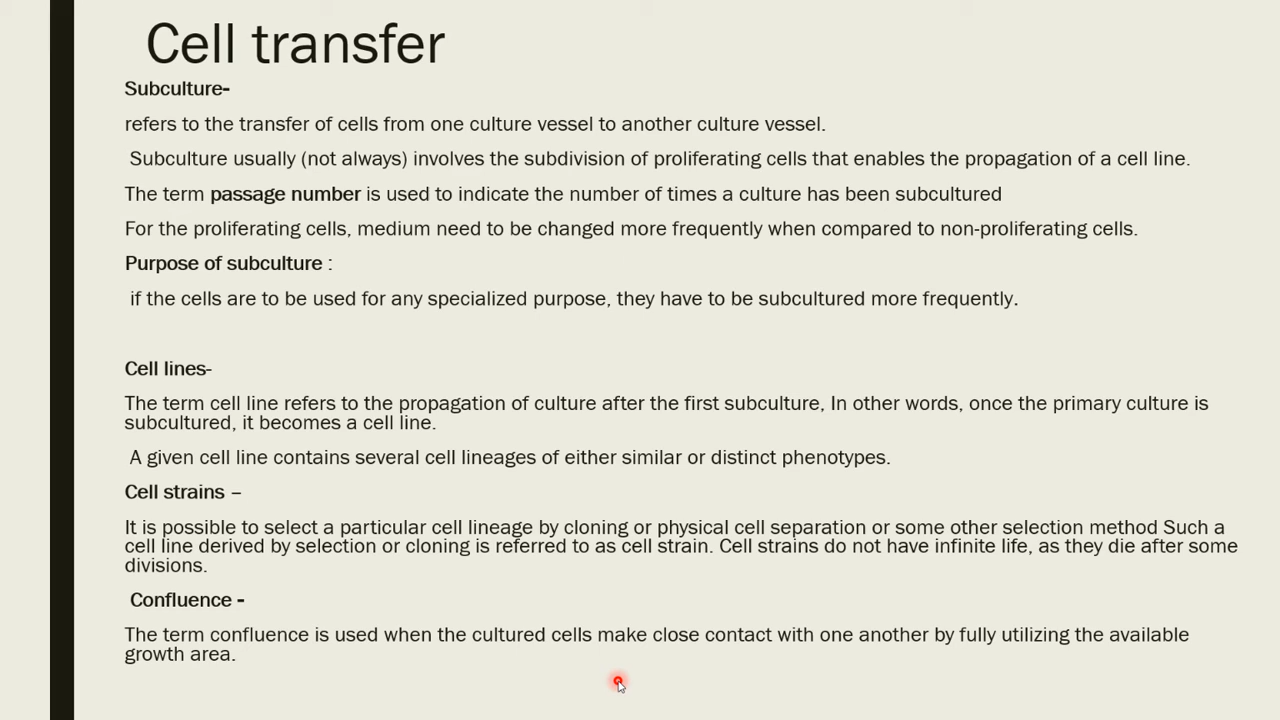 Cell transfer
Subculture-
refers to the transfer of cells from one culture vessel to another culture vessel.
Subculture usually (not always) involves the subdivision of proliferating cells that enables the propagation of a cell line.
The term passage number is used to indicate the number of times a culture has been subcultured
For the proliferating cells, medium need to be changed more frequently when compared to non-proliferating cells.
Purpose of subculture :
if the cells are to be used for any specialized purpose, they have to be subcultured more frequently.
Cell lines-
The term cell line refers to the propagation of culture after the first subculture, In other words, once the primary culture is
subcultured, it becomes a cell line.
A given cell line contains several cell lineages of either similar or distinct phenotypes.
Cell strains –
It is possible to select a particular cell lineage by cloning or physical cell separation or some other selection method Such a
cell line derived by selection or cloning is referred to as cell strain. Cell strains do not have infinite life, as they die after some
divisions.
Confluence -
The term confluence is used when the cultured cells make close contact with one another by fully utilizing the available
growth area.